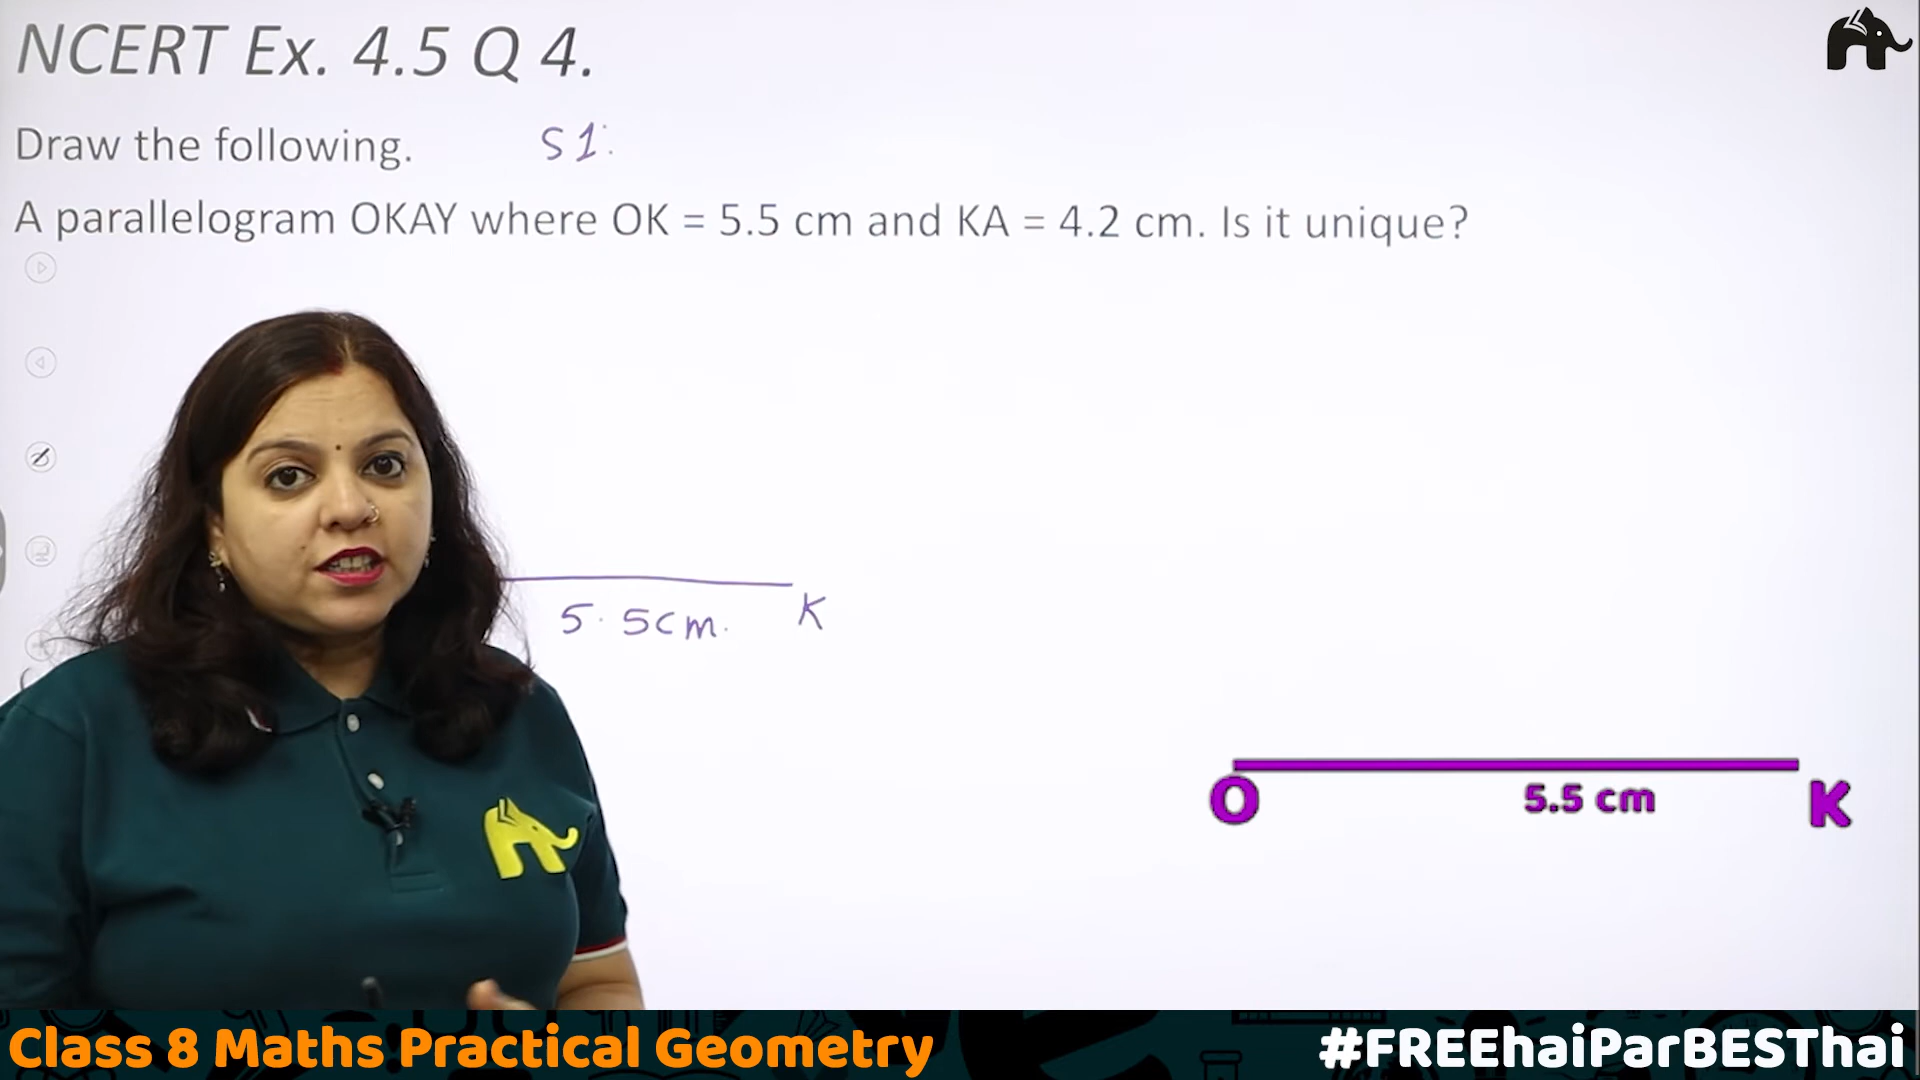 NCERT Ex. 4.5 Q 4.
Draw the following. S1:
A parallelogram OKAY where OK = 5.5 cm and KA = 4.2 cm. Is it unique?
5.5cm. K
O 5.5 cm K
Class 8 Maths Practical Geometry #FREEhaiParBESThai